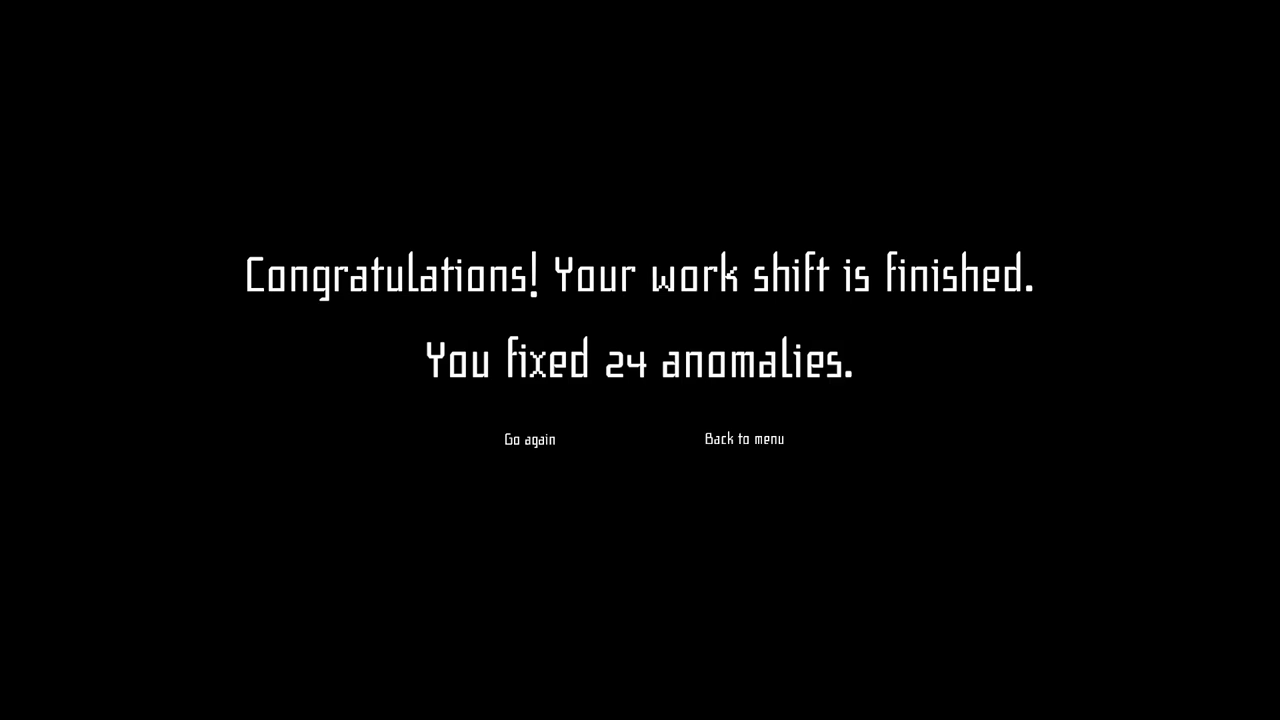 Congratulations! Your work shift is finished.
You fixed 24 anomalies.
Go again
Back to menu